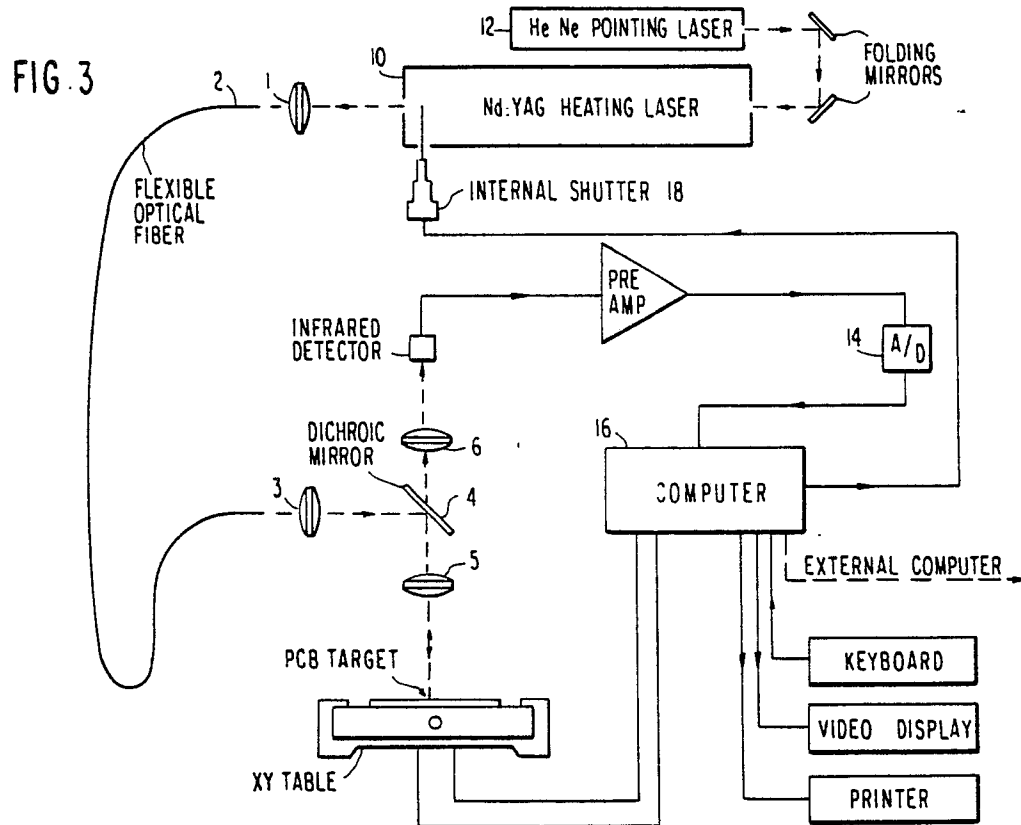 FIG.3
12
He Ne POINTING LASER
FOLDING
MIRRORS
10
Nd:YAG HEATING LASER
1
2
FLEXIBLE
OPTICAL
FIBER
INTERNAL SHUTTER 18
PRE
AMP
INFRARED
DETECTOR
14
A/D
DICHROIC
MIRROR
6
16
COMPUTER
3
4
5
EXTERNAL COMPUTER
PCB TARGET
KEYBOARD
VIDEO DISPLAY
XY TABLE
PRINTER